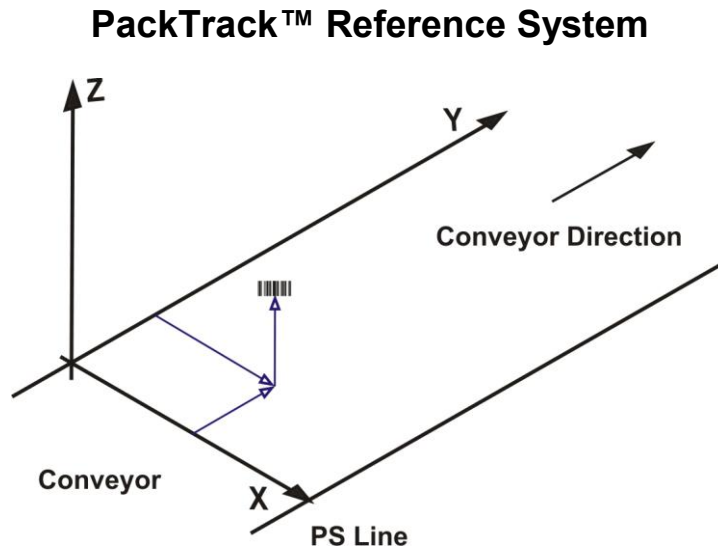 PackTrack™ Reference System
Z
Y
Conveyor Direction
Conveyor
X
PS Line